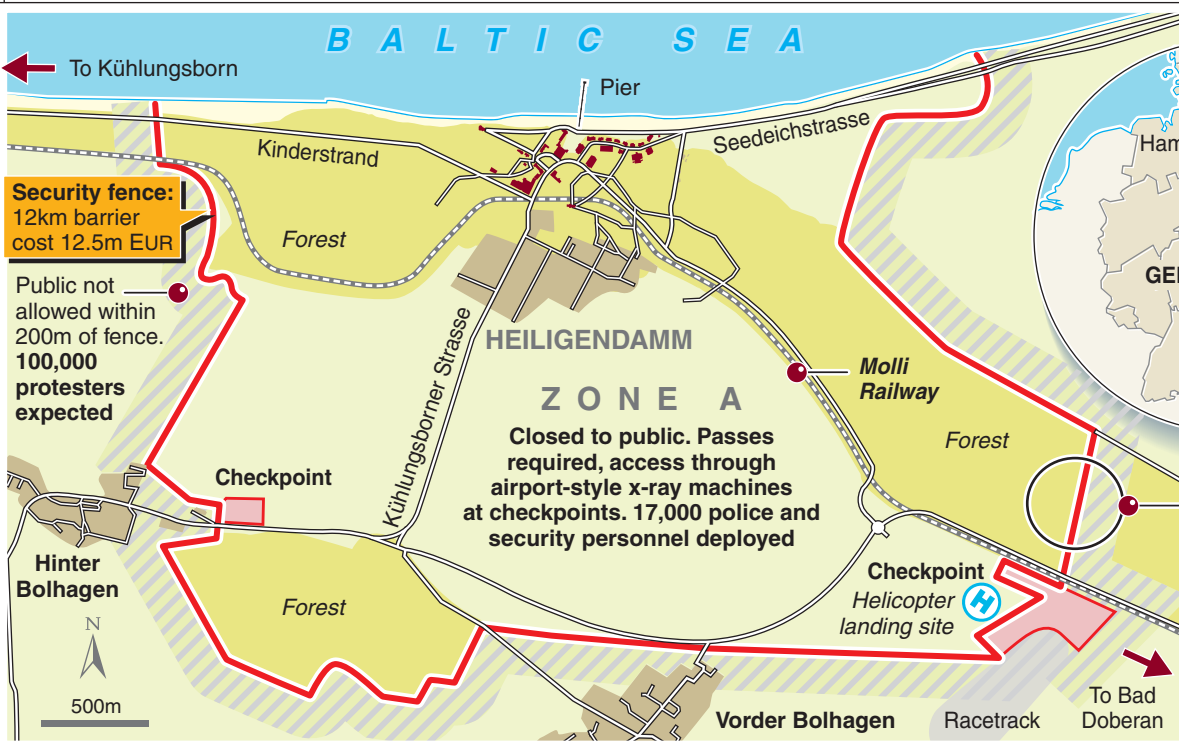 BALTIC SEA
To Kühlungsborn
Pier
Kinderstrand
Seedeichstrasse
Ham
Security fence:
12km barrier
cost 12.5m EUR
Forest
Public not
allowed within
200m of fence.
100,000
protesters
expected
GE
Kühlungsborner Strasse
HEILIGENDAMM
Molli
Railway
ZONE A
Closed to public. Passes
required, access through
airport-style x-ray machines
at checkpoints. 17,000 police and
security personnel deployed
Forest
Checkpoint
Hinter
Bolhagen
Forest
Checkpoint
Helicopter
landing site
H
N
500m
Vorder Bolhagen
Racetrack
To Bad
Doberan